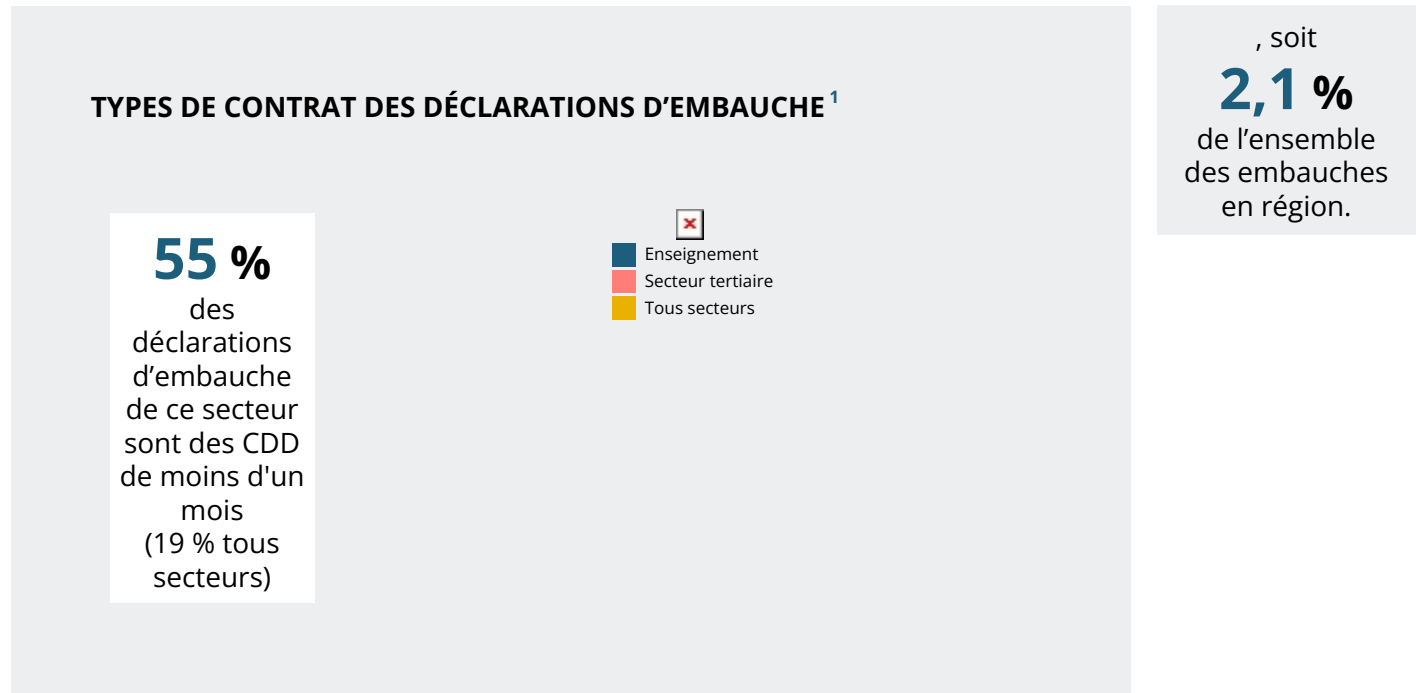 TYPES DE CONTRAT DES DÉCLARATIONS D’EMBAUCHE 1
55 %
des
déclarations
d’embauche
de ce secteur
sont des CDD
de moins d'un
mois
(19 % tous
secteurs)
Enseignement
Secteur tertiaire
Tous secteurs
, soit
2,1 %
de l’ensemble
des embauches
en région.